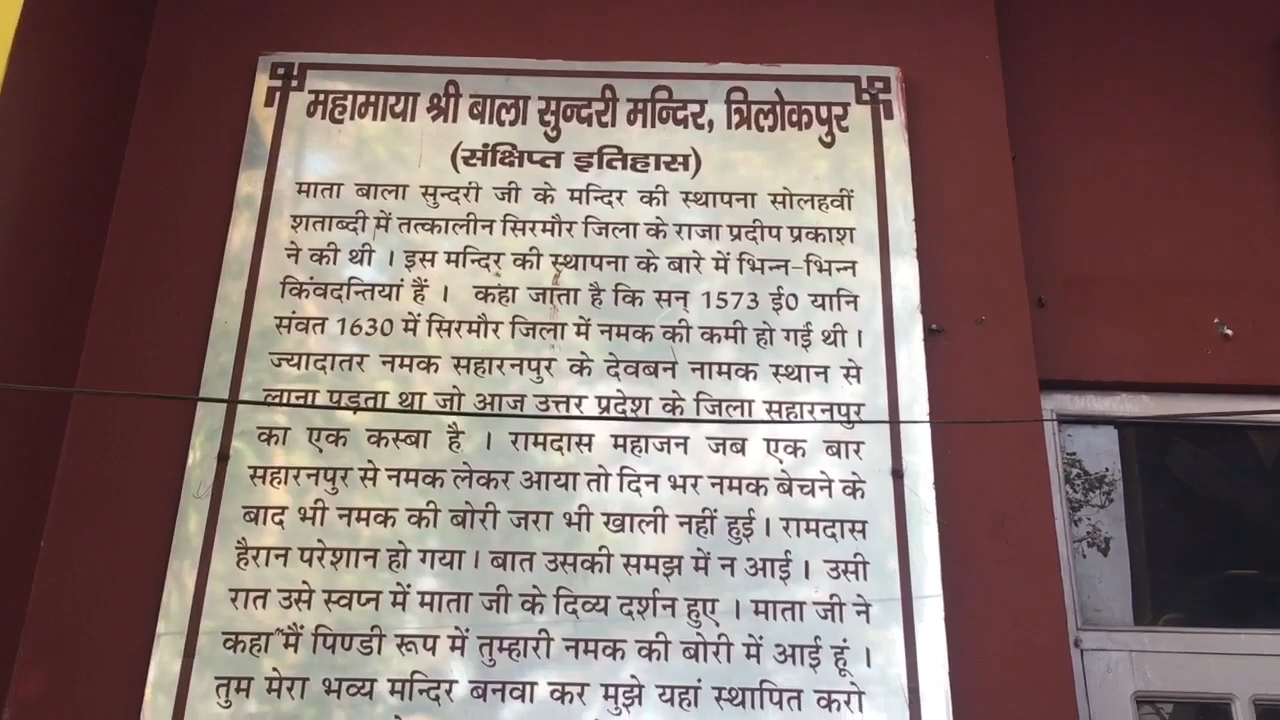 महामाया श्री बाला सुन्दरी मन्दिर, त्रिलोकपुर
(संक्षिप्त इतिहास)
माता बाला सुन्दरी जी के मन्दिर की स्थापना सोलहवीं
शताब्दी में तत्कालीन सिरमौर जिला के राजा प्रदीप प्रकाश
ने की थी । इस मन्दिर की स्थापना के बारे में भिन्न-भिन्न
किंवदन्तियां हैं । कहा जाता है कि सन् 1573 ई0 यानि
संवत 1630 में सिरमौर जिला में नमक की कमी हो गई थी ।
ज्यादातर नमक सहारनपुर के देवबन नामक स्थान से
लाना पड़ता था जो आज उत्तर प्रदेश के जिला सहारनपुर
का एक कस्बा है । रामदास महाजन जब एक बार
सहारनपुर से नमक लेकर आया तो दिन भर नमक बेचने के
बाद भी नमक की बोरी जरा भी खाली नहीं हुई । रामदास
हैरान परेशान हो गया । बात उसकी समझ में न आई । उसी
रात उसे स्वप्न में माता जी के दिव्य दर्शन हुए । माता जी ने
कहा "मैं पिण्डी रूप में तुम्हारी नमक की बोरी में आई हूं ।
तुम मेरा भव्य मन्दिर बनवा कर मुझे यहां स्थापित करो